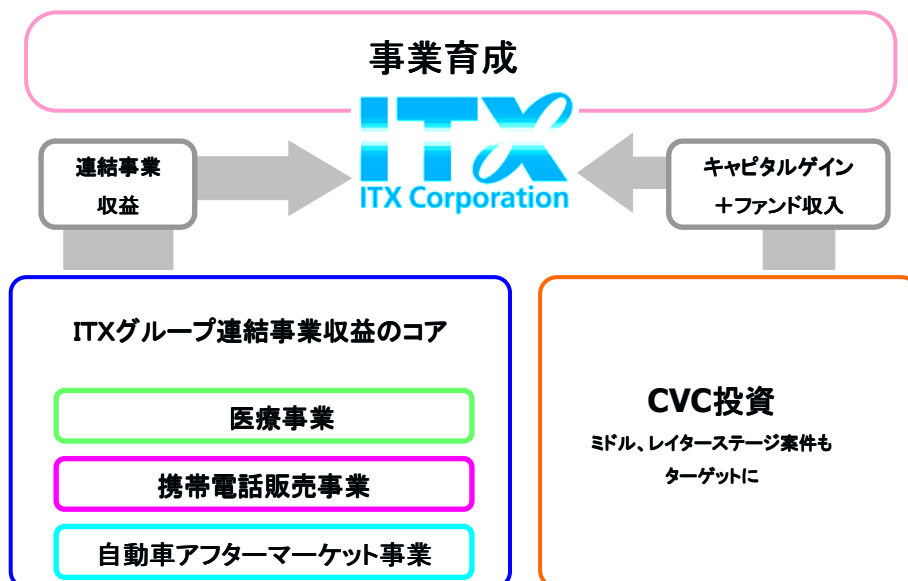 事業育成
ITX
ITX Corporation
連結事業
収益
キャピタルゲイン
＋ファンド収入
ITXグループ連結事業収益のコア
医療事業
携帯電話販売事業
自動車アフターマーケット事業
CVC投資
ミドル、レイターステージ案件も
ターゲットに